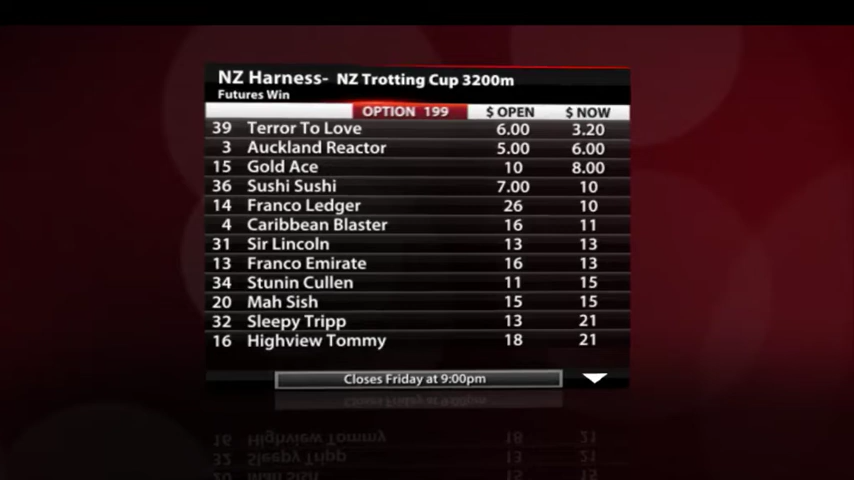 NZ Harness- NZ Trotting Cup 3200m
Futures Win
OPTION 199 $ OPEN $ NOW
39 Terror To Love 6.00 3.20
3 Auckland Reactor 5.00 6.00
15 Gold Ace 10 8.00
36 Sushi Sushi 7.00 10
14 Franco Ledger 26 10
4 Caribbean Blaster 16 11
31 Sir Lincoln 13 13
13 Franco Emirate 16 13
34 Stunin Cullen 11 15
20 Mah Sish 15 15
32 Sleepy Tripp 13 21
16 Highview Tommy 18 21
Closes Friday at 9:00pm